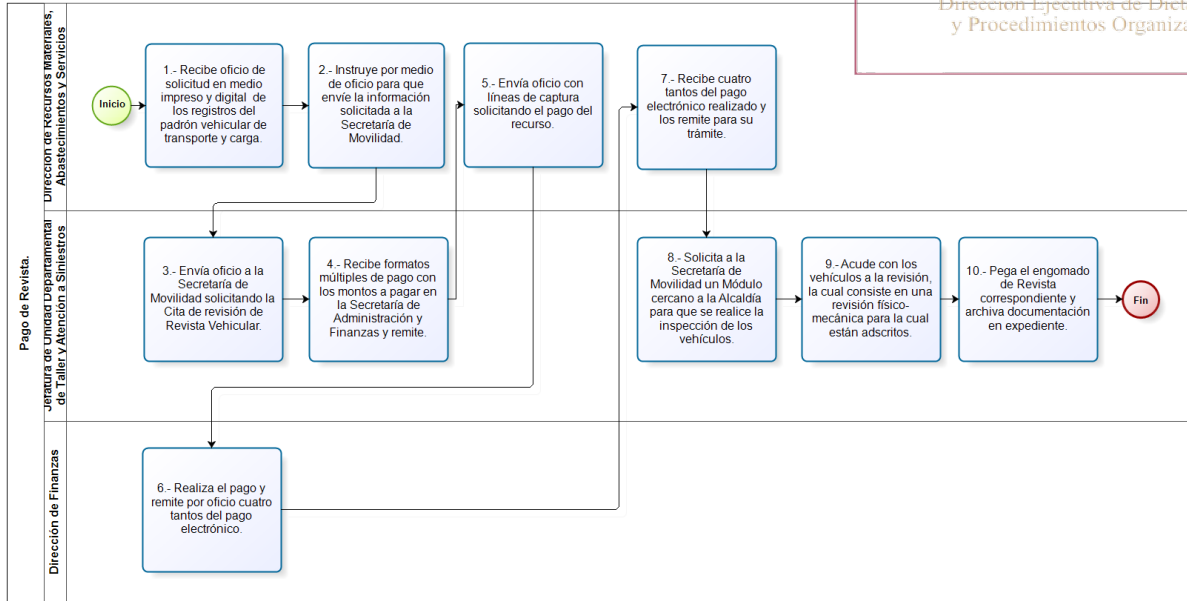 Dirección Ejecutiva de
y Procedimientos
Pago de Revista.
Dirección de Recursos Materiales,
Abastecimientos y Servicios
Inicio
1.- Recibe oficio de
solicitud en medio
impreso y digital de
los registros del
padrón vehicular de
transporte y carga.
2.- Instruye por medio
de oficio para que
envíe la información
solicitada a la
Secretaría de
Movilidad.
5.- Envía oficio con
líneas de captura
solicitando el pago del
recurso.
7.- Recibe cuatro
tantos del pago
electrónico realizado y
los remite para su
trámite.
Jefatura de Unidad Departamental
de Taller y Atención a Siniestros
3.- Envía oficio a la
Secretaría de
Movilidad solicitando la
Cita de revisión de
Revista Vehicular.
4.- Recibe formatos
múltiples de pago con
los montos a pagar en
la Secretaría de
Administración y
Finanzas y remite.
8.- Solicita a la
Secretaría de
Movilidad un Módulo
cercano a la Alcaldía
para que se realice la
inspección de los
vehículos.
9.- Acude con los
vehículos a la revisión,
la cual consiste en una
revisión físico-
mecánica para la cual
están adscritos.
10.- Pega el engomado
de Revista
correspondiente y
archiva documentación
en expediente.
Fin
Dirección de Finanzas
6.- Realiza el pago y
remite por oficio cuatro
tantos del pago
electrónico.